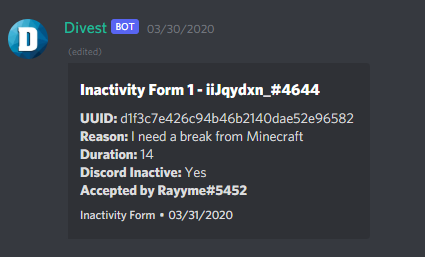 D
Divest BOT 03/30/2020
(edited)
Inactivity Form 1 - iiJqydxn_#4644
UUID: d1f3c7e426c94b46b2140dae52e96582
Reason: I need a break from Minecraft
Duration: 14
Discord Inactive: Yes
Accepted by Rayyme#5452
Inactivity Form • 03/31/2020